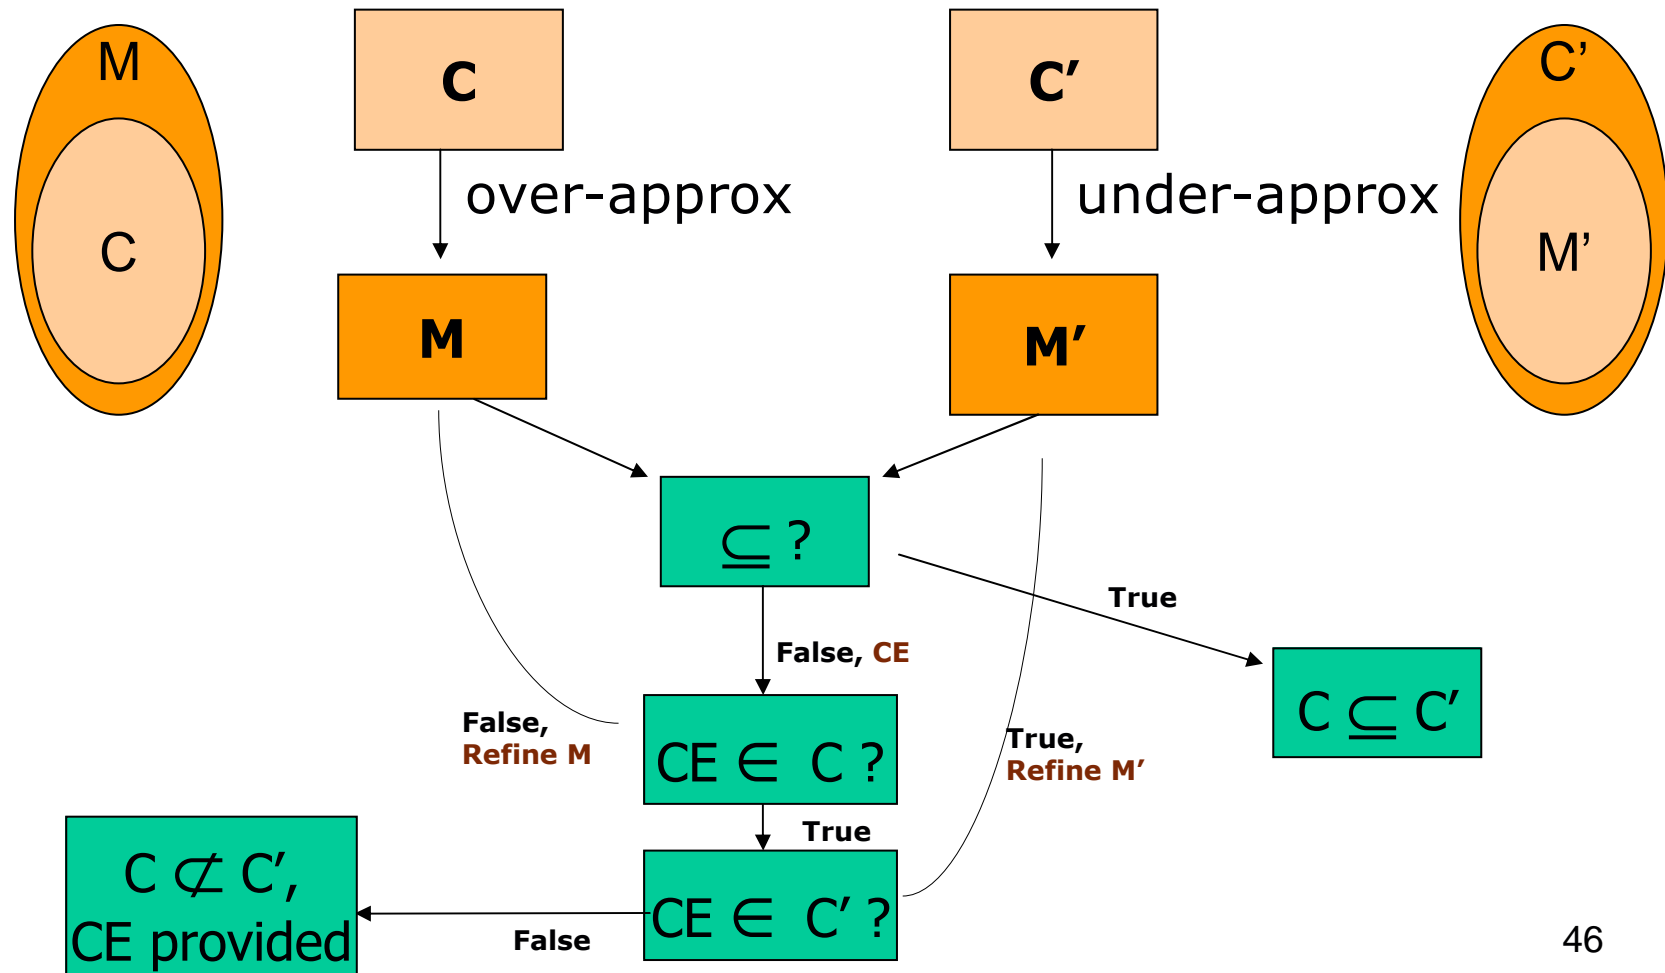 M
C
C
C′
C’
M’
over-approx
under-approx
M
M′
⊆ ?
True
False, CE
C ⊆ C′
False,
Refine M
CE ∈ C ?
True,
Refine M′
True
C ⊄ C′,
CE provided
False
CE ∈ C′ ?
46